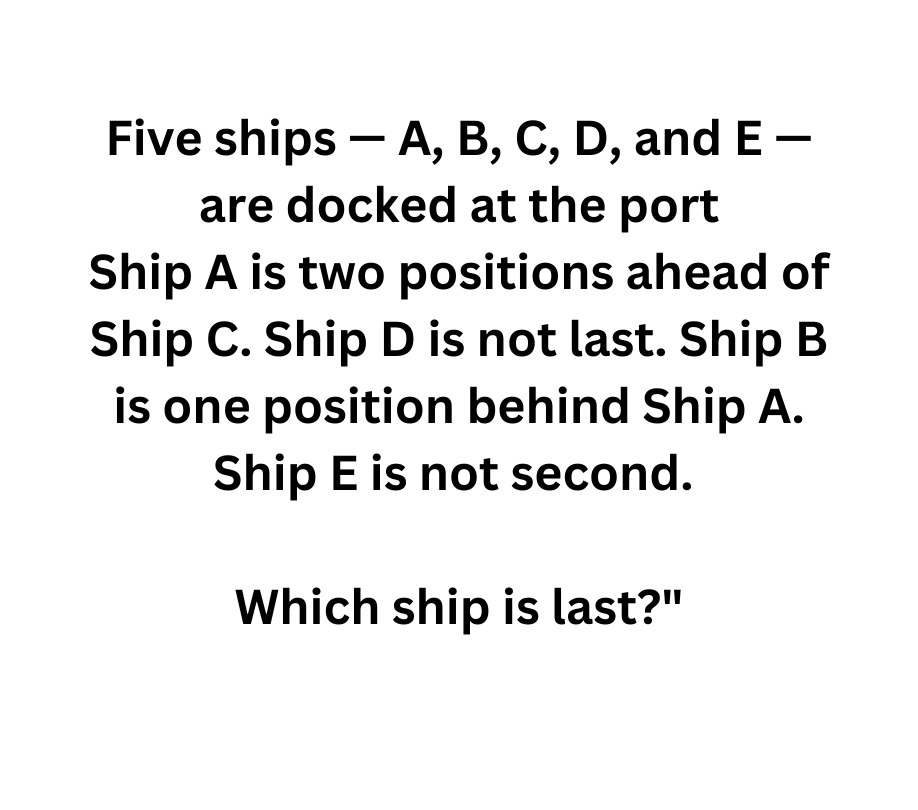 Five ships — A, B, C, D, and E —
are docked at the port
Ship A is two positions ahead of
Ship C. Ship D is not last. Ship B
is one position behind Ship A.
Ship E is not second.
Which ship is last?"